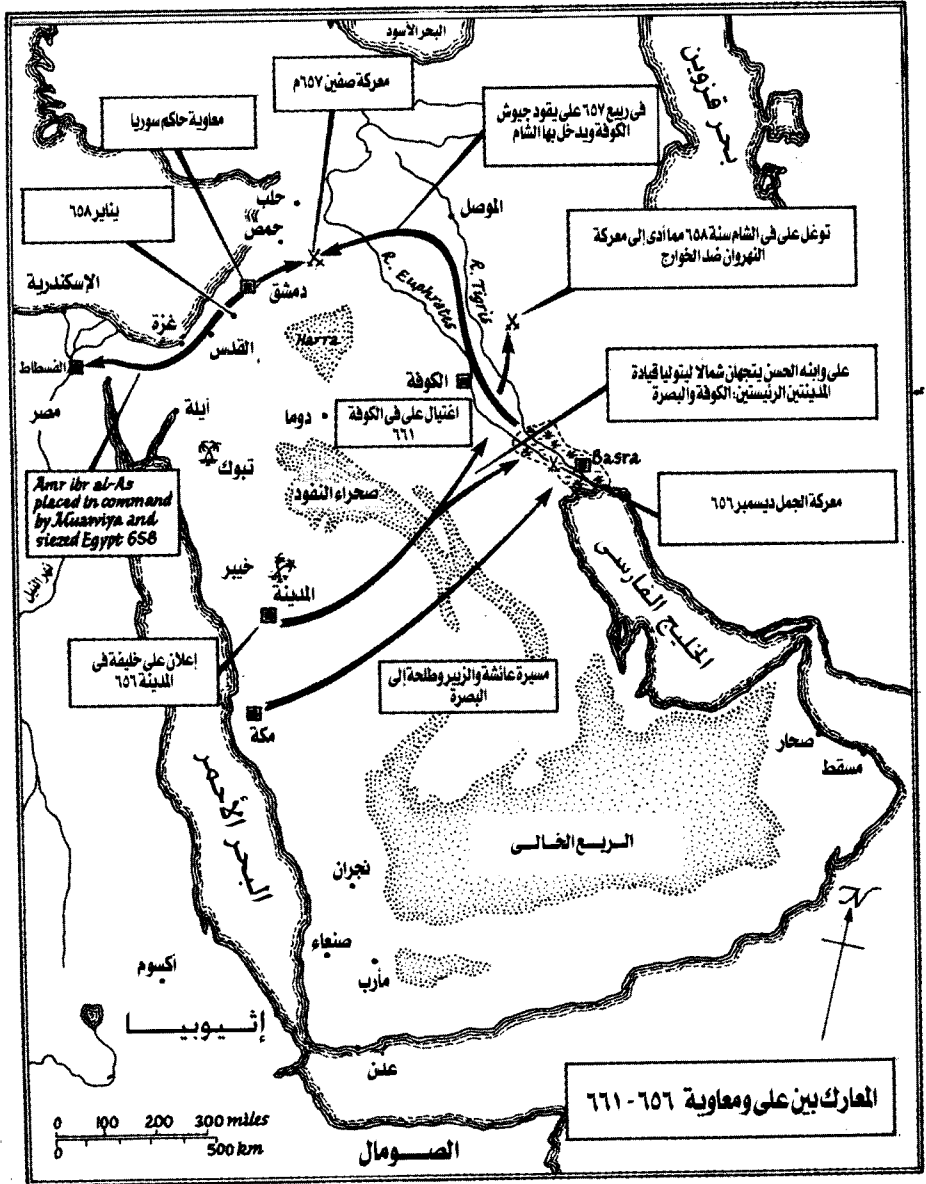 البحر الأسود
بحر قزوين
معركة صفين ٦٥٧م
معاوية حاكم سوريا
فى ربيع ٦٥٧ على يقود جيوش
الكوفة ويدخل بها الشام
يناير ٦٥٨
حلب
حمص
الموصل
توغل على فى الشام سنة ٦٥٨ مما أدى إلى معركة
النهروان ضد الخوارج
الإسكندرية
دمشق
R. Euphrates
R. Tigris
غزة
القدس
Harra
الفسطاط
مصر
أيلة
دوما
الكوفة
على وابنه الحسن يتجهان شمالا ليتوليا قيادة
المدينتين الرئيستين: الكوفة والبصرة
اغتيال على فى الكوفة
٦٦١
تبوك
Basra
Amr ibr al-As
placed in command
by Muawiya and
siezed Egypt 658
صحراء النفود
معركة الجمل ديسمبر ٦٥٦
نهر النيل
خيبر
المدينة
الخليج الفارسى
إعلان على خليفة فى
المدينة ٦٥٦
مسيرة عائشة والزبير وطلحة إلى
البصرة
مكة
صحار
مسقط
البحر الأحمر
الربع الخالى
نجران
N
صنعاء
مأرب
أكسوم
إثيوبيا
عدن
المعارك بين على ومعاوية ٦٥٦-٦٦١
0 100 200 300 miles
0 500 km
الصومال